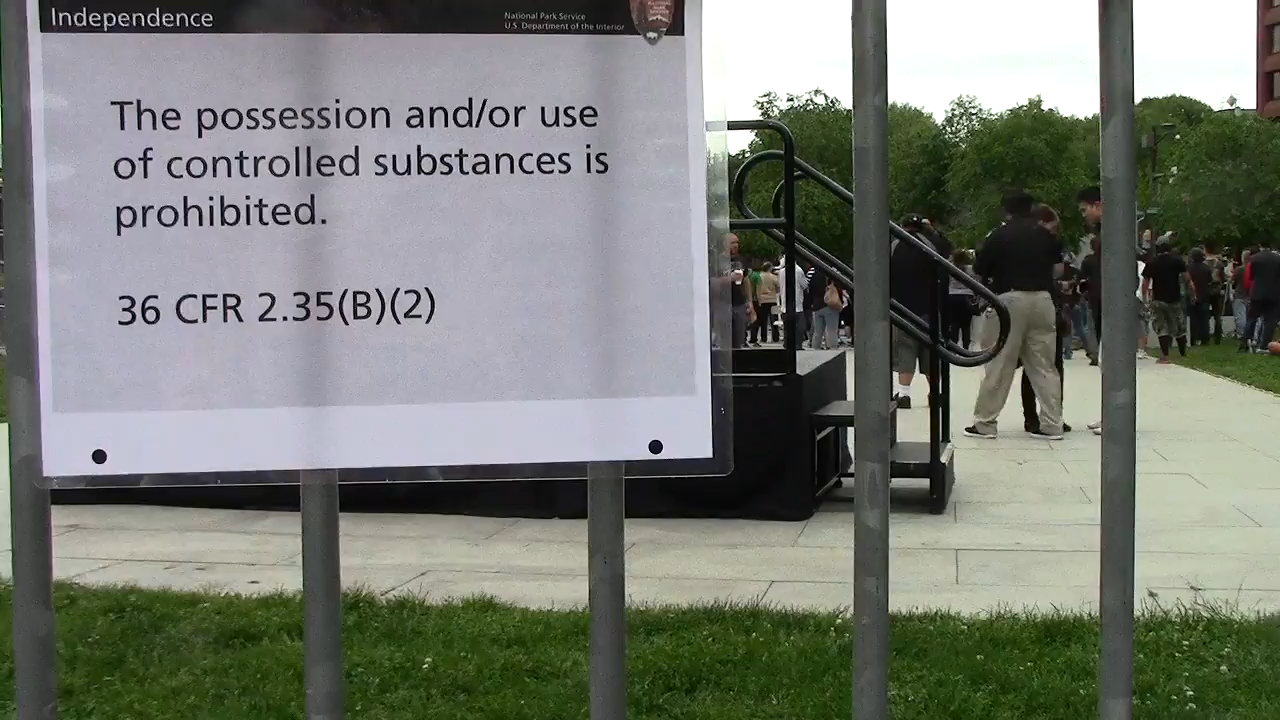 Independence
National Park Service
U.S. Department of the Interior
The possession and/or use
of controlled substances is
prohibited.
36 CFR 2.35(B)(2)